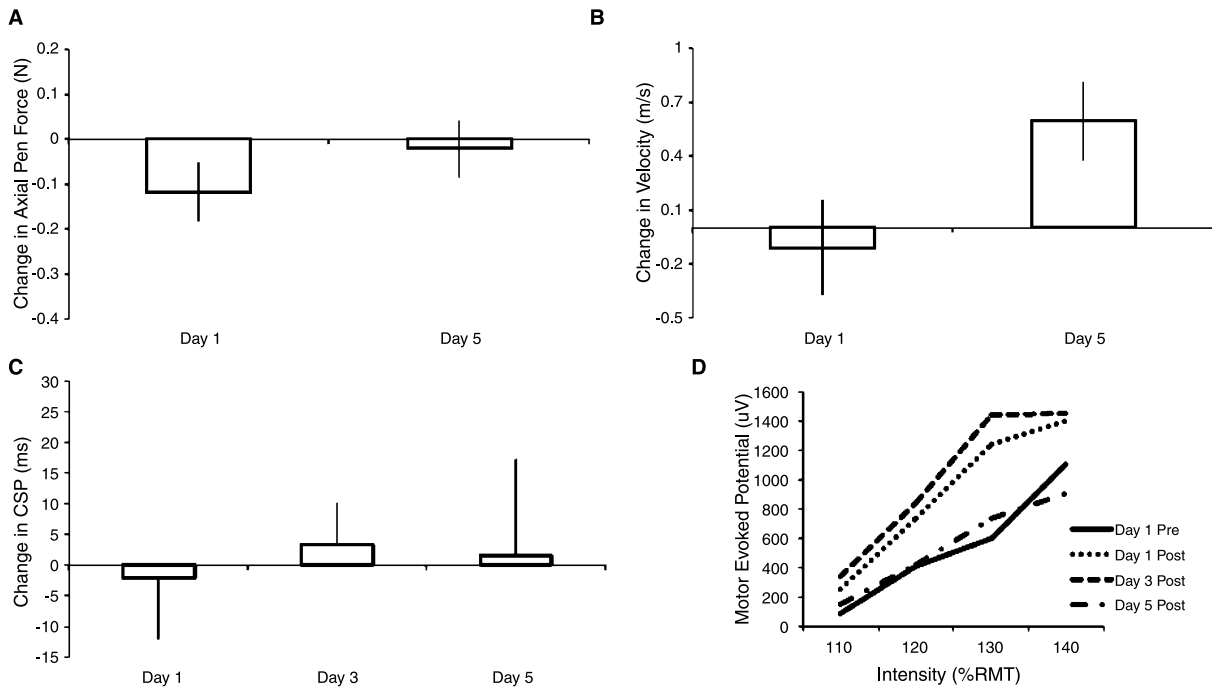 A
Change in Axial Pen Force (N)
0.2
0.1
0
-0.1
-0.2
-0.3
-0.4
Day 1
Day 5
B
Change in Velocity (m/s)
1
0.7
0.4
0.1
-0.2
-0.5
Day 1
Day 5
C
Change in CSP (ms)
30
25
20
15
10
5
0
-5
-10
-15
Day 1
Day 3
Day 5
D
Motor Evoked Potential (uV)
1600
1400
1200
1000
800
600
400
200
0
110
120
130
140
Intensity (%RMT)
Day 1 Pre
Day 1 Post
Day 3 Post
Day 5 Post